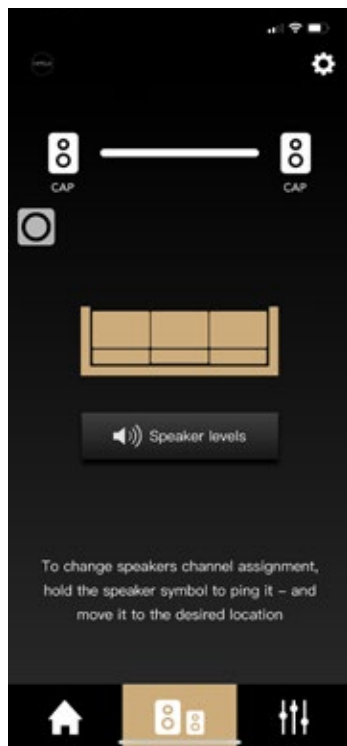 CAP CAP
Speaker levels
To change speakers channel assignment,
hold the speaker symbol to ping it – and
move it to the desired location